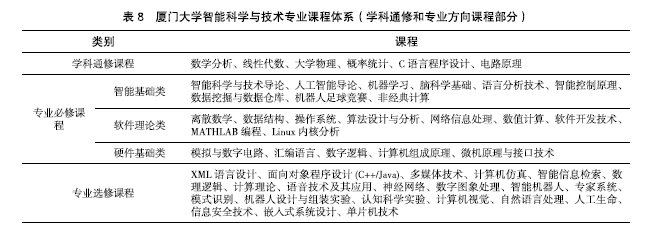 表 8 厦门大学智能科学与技术专业课程体系（学科通修和专业方向课程部分）
类别 课程
学科通修课程 数学分析、线性代数、大学物理、概率统计、C 语言程序设计、电路原理
专业必修课程
智能基础类 智能科学与技术导论、人工智能导论、机器学习、脑科学基础、语言分析技术、智能控制原理、
数据挖掘与数据仓库、机器人足球竞赛、非经典计算
软件理论类 离散数学、数据结构、操作系统、算法设计与分析、网络信息处理、数值计算、软件开发技术、
MATHLAB 编程、Linux 内核分析
硬件基础类 模拟与数字电路、汇编语言、数字逻辑、计算机组成原理、微机原理与接口技术
专业选修课程 XML 语言设计、面向对象程序设计 (C++/Java)、多媒体技术、计算机仿真、智能信息检索、数
理逻辑、计算理论、语音技术及其应用、神经网络、数字图象处理、智能机器人、专家系统、
模式识别、机器人设计与组装实验、认知科学实验、计算机视觉、自然语言处理、人工生命、
信息安全技术、嵌入式系统设计、单片机技术